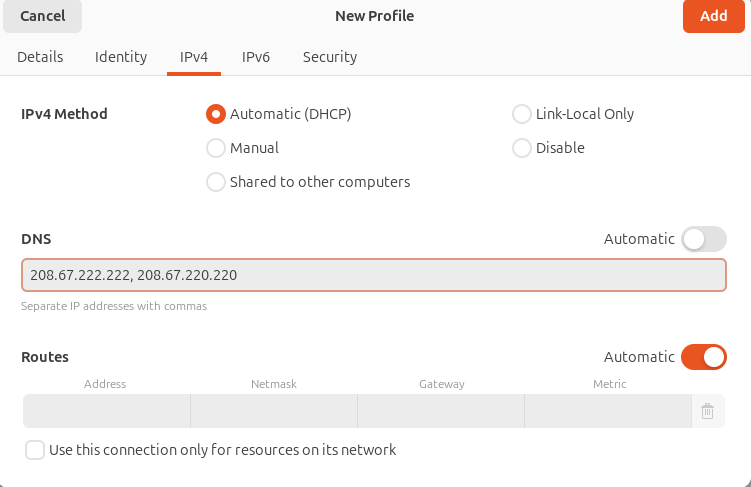 Cancel New Profile Add
Details Identity IPv4 IPv6 Security
IPv4 Method Automatic (DHCP) Link-Local Only
Manual Disable
Shared to other computers
DNS Automatic
208.67.222.222, 208.67.220.220
Separate IP addresses with commas
Routes Automatic
Address Netmask Gateway Metric
Use this connection only for resources on its network